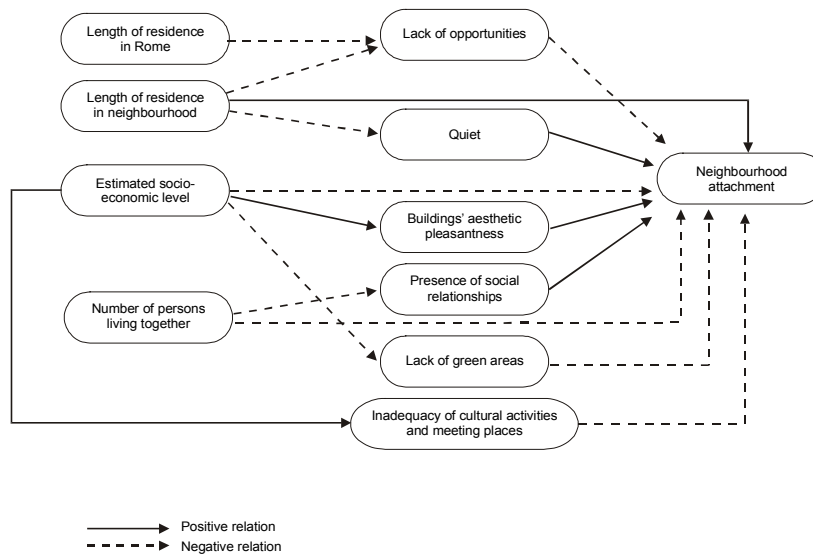 Length of residence
in Rome
Lack of opportunities
Length of residence
in neighbourhood
Quiet
Neighbourhood
attachment
Estimated socio-
economic level
Buildings' aesthetic
pleasantness
Presence of social
relationships
Number of persons
living together
Lack of green areas
Inadequacy of cultural activities
and meeting places
Positive relation
Negative relation